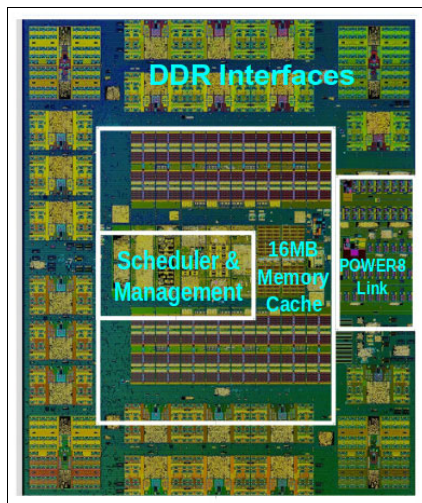 DDR Interfaces
Scheduler &
Management
16MB
Memory
Cache
POWER8
Link